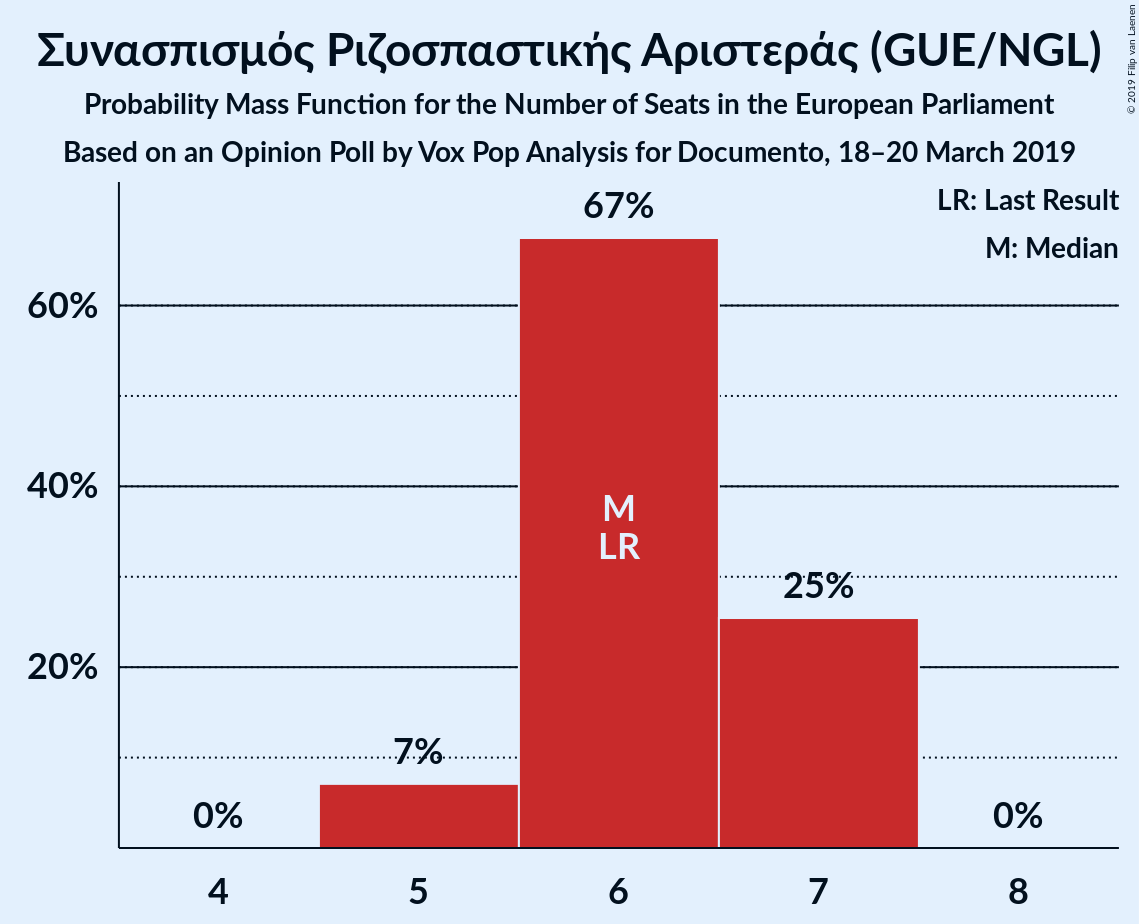 Συνασπισμός Ριζοσπαστικής Αριστεράς (GUE/NGL)
Probability Mass Function for the Number of Seats in the European Parliament
Based on an Opinion Poll by Vox Pop Analysis for Documento, 18–20 March 2019
© 2019 Filip van Laenen
LR: Last Result
M: Median
67%
60%
40%
M
LR
25%
20%
7%
0%
0%
4
5
6
7
8